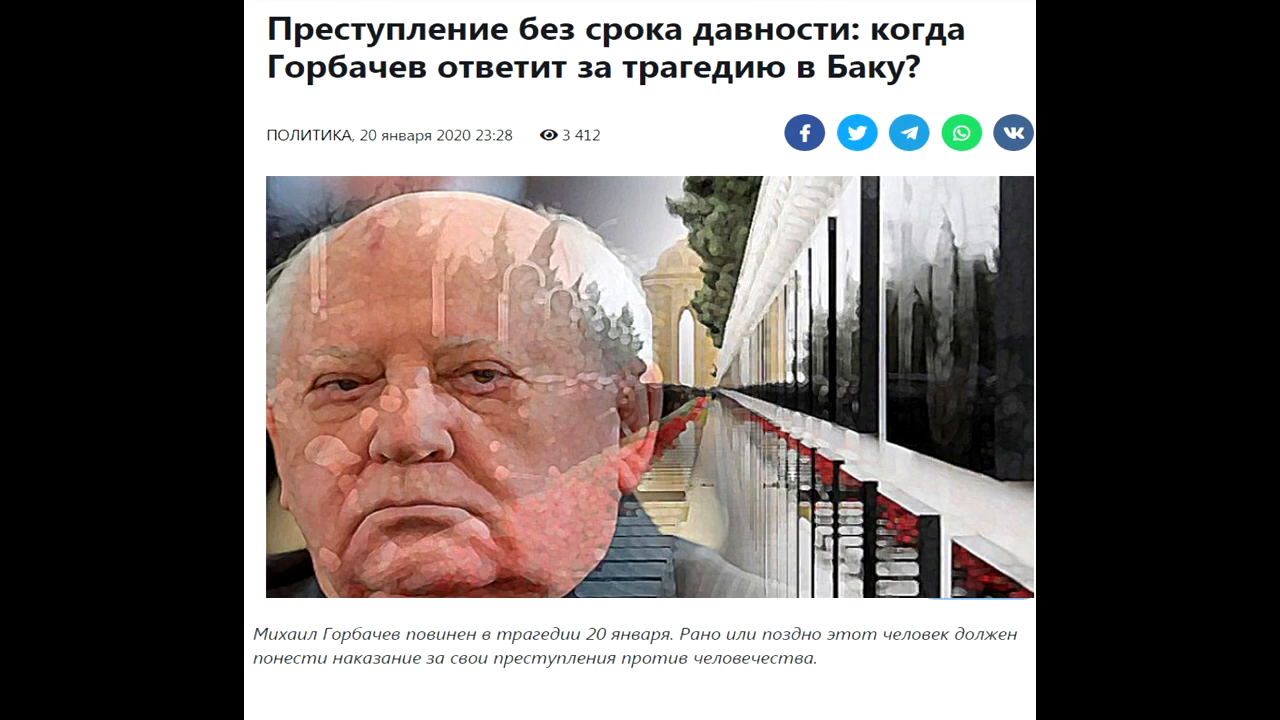 Преступление без срока давности: когда
Горбачев ответит за трагедию в Баку?
ПОЛИТИКА, 20 января 2020 23:28 3 412
Михаил Горбачев повинен в трагедии 20 января. Рано или поздно этот человек должен
понести наказание за свои преступления против человечества.